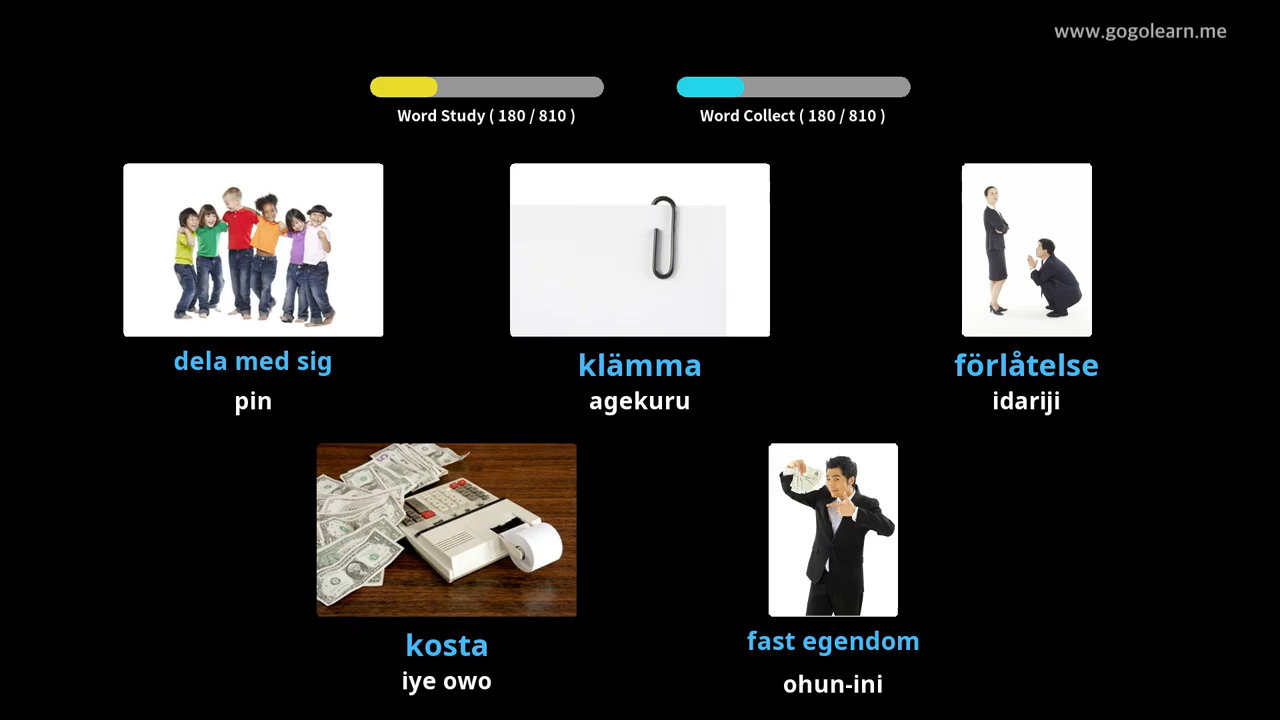 www.gogolearn.me
Word Study ( 180 / 810 )
Word Collect ( 180 / 810 )
dela med sig
pin
klämma
agekuru
förlåtelse
idariji
kosta
iye owo
fast egendom
ohun-ini